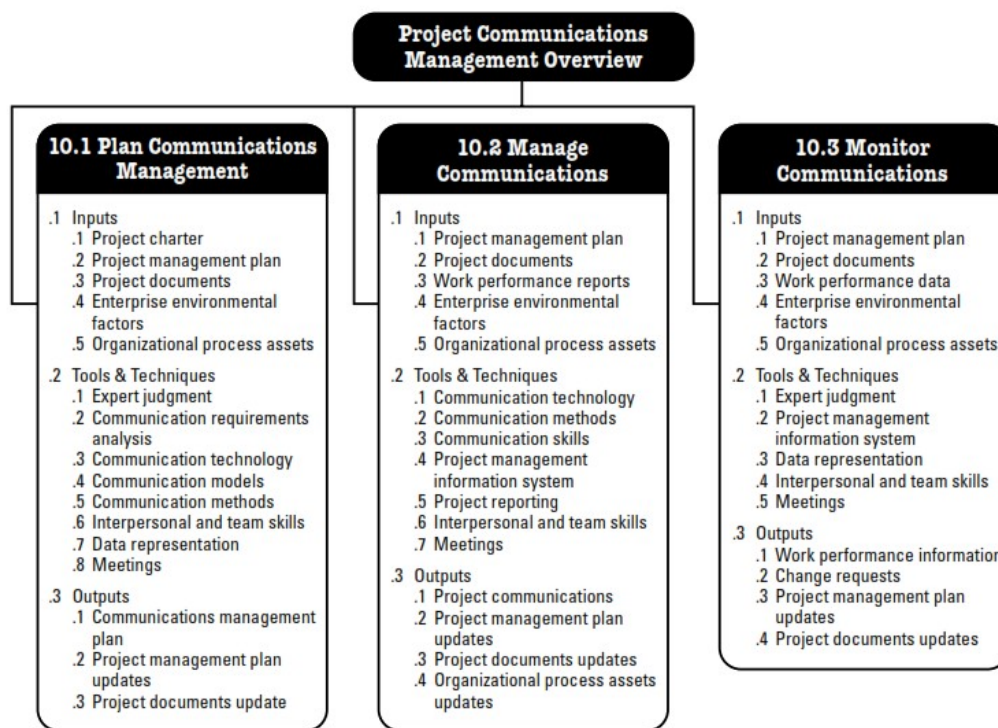 Project Communications
Management Overview
10.1 Plan Communications
Management
.1 Inputs
.1 Project charter
.2 Project management plan
.3 Project documents
.4 Enterprise environmental
factors
.5 Organizational process assets
.2 Tools & Techniques
.1 Expert judgment
.2 Communication requirements
analysis
.3 Communication technology
.4 Communication models
.5 Communication methods
.6 Interpersonal and team skills
.7 Data representation
.8 Meetings
.3 Outputs
.1 Communications management
plan
.2 Project management plan
updates
.3 Project documents update
10.2 Manage
Communications
.1 Inputs
.1 Project management plan
.2 Project documents
.3 Work performance reports
.4 Enterprise environmental
factors
.5 Organizational process assets
.2 Tools & Techniques
.1 Communication technology
.2 Communication methods
.3 Communication skills
.4 Project management
information system
.5 Project reporting
.6 Interpersonal and team skills
.7 Meetings
.3 Outputs
.1 Project communications
.2 Project management plan
updates
.3 Project documents updates
.4 Organizational process assets
updates
10.3 Monitor
Communications
.1 Inputs
.1 Project management plan
.2 Project documents
.3 Work performance data
.4 Enterprise environmental
factors
.5 Organizational process assets
.2 Tools & Techniques
.1 Expert judgment
.2 Project management
information system
.3 Data representation
.4 Interpersonal and team skills
.5 Meetings
.3 Outputs
.1 Work performance information
.2 Change requests
.3 Project management plan
updates
.4 Project documents updates